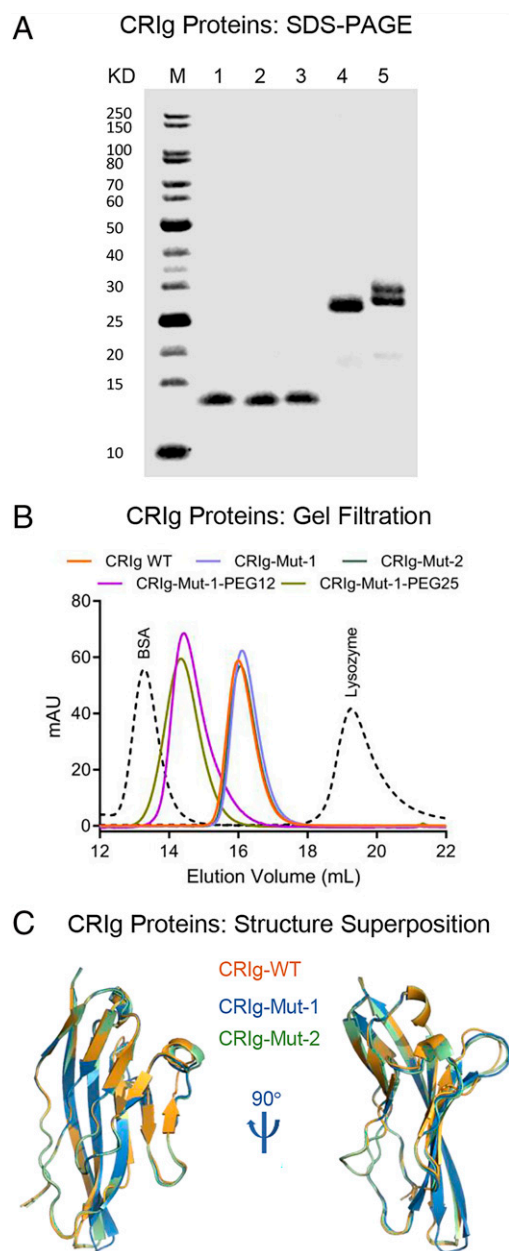 A
CRIg Proteins: SDS-PAGE
KD M 1 2 3 4 5
250
150
100
80
70
60
50
40
30
25
20
15
10
B CRIg Proteins: Gel Filtration
CRIg WT CRIg-Mut-1 CRIg-Mut-2
CRIg-Mut-1-PEG12 CRIg-Mut-1-PEG25
80
60
40
20
0
mAU
BSA
Lysozyme
12 14 16 18 20 22
Elution Volume (mL)
C CRIg Proteins: Structure Superposition
CRIg-WT
CRIg-Mut-1
CRIg-Mut-2
90°